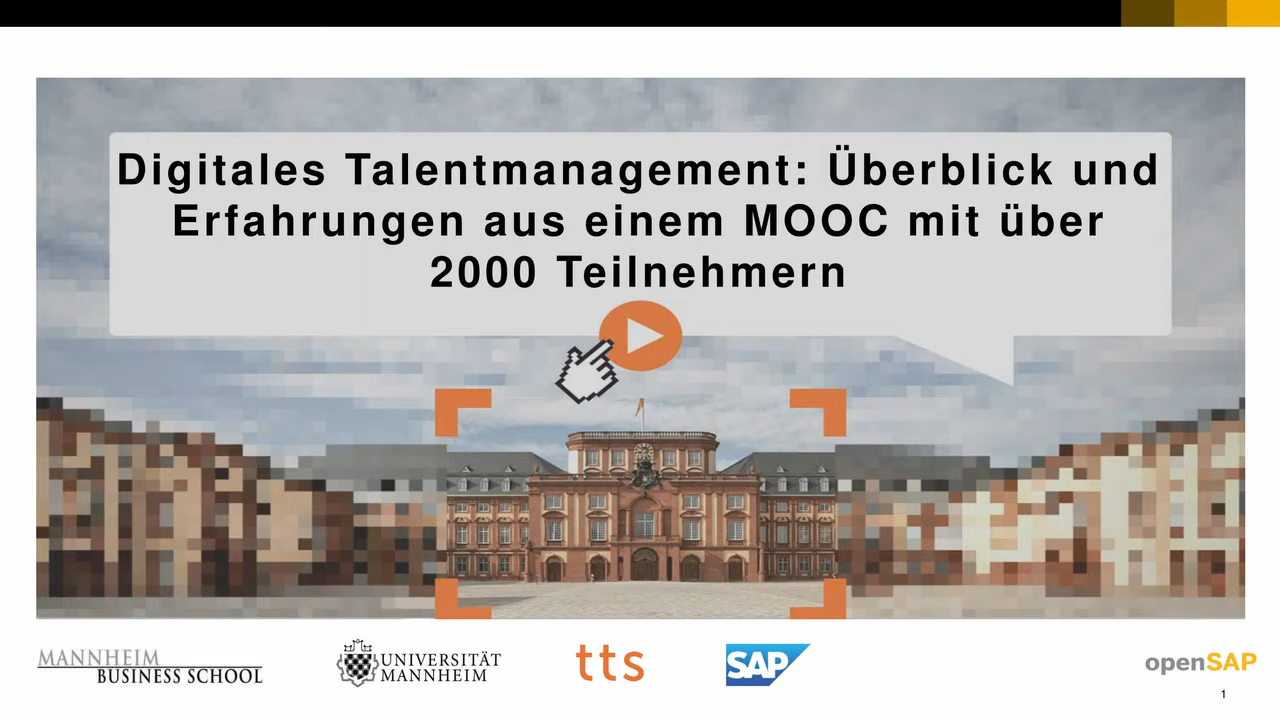 Digitales Talentmanagement: Überblick und
Erfahrungen aus einem MOOC mit über
2000 Teilnehmern
MANNHEIM
BUSINESS SCHOOL
UNIVERSITÄT
MANNHEIM
tts
SAP
openSAP
1